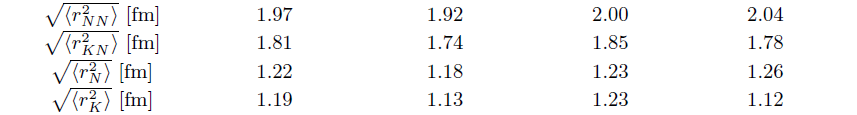 √⟨r²_NN⟩ [fm] 1.97 1.92 2.00 2.04
√⟨r²_KN⟩ [fm] 1.81 1.74 1.85 1.78
√⟨r²_N⟩ [fm] 1.22 1.18 1.23 1.26
√⟨r²_K⟩ [fm] 1.19 1.13 1.23 1.12